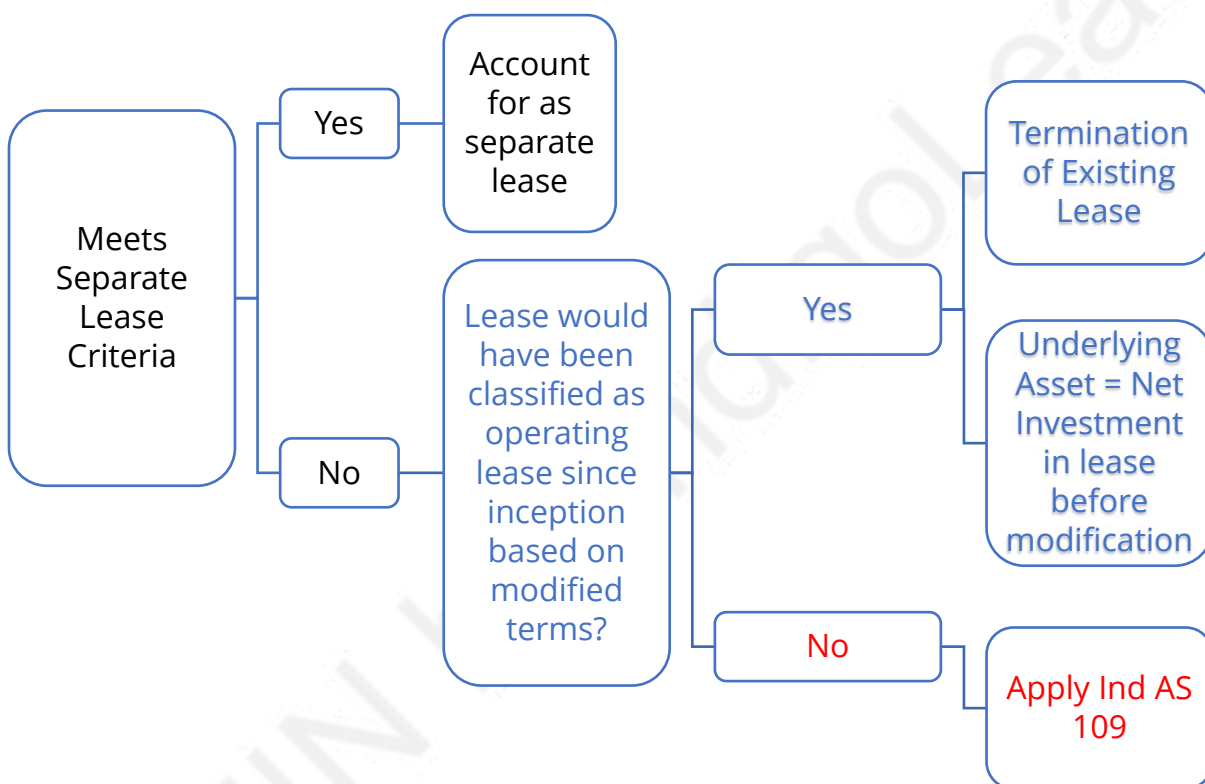 Meets
Separate
Lease
Criteria
Yes
Account
for as
separate
lease
No
Lease would
have been
classified as
operating
lease since
inception
based on
modified
terms?
Yes
Termination
of Existing
Lease
Underlying
Asset = Net
Investment
in lease
before
modification
No
Apply Ind AS
109